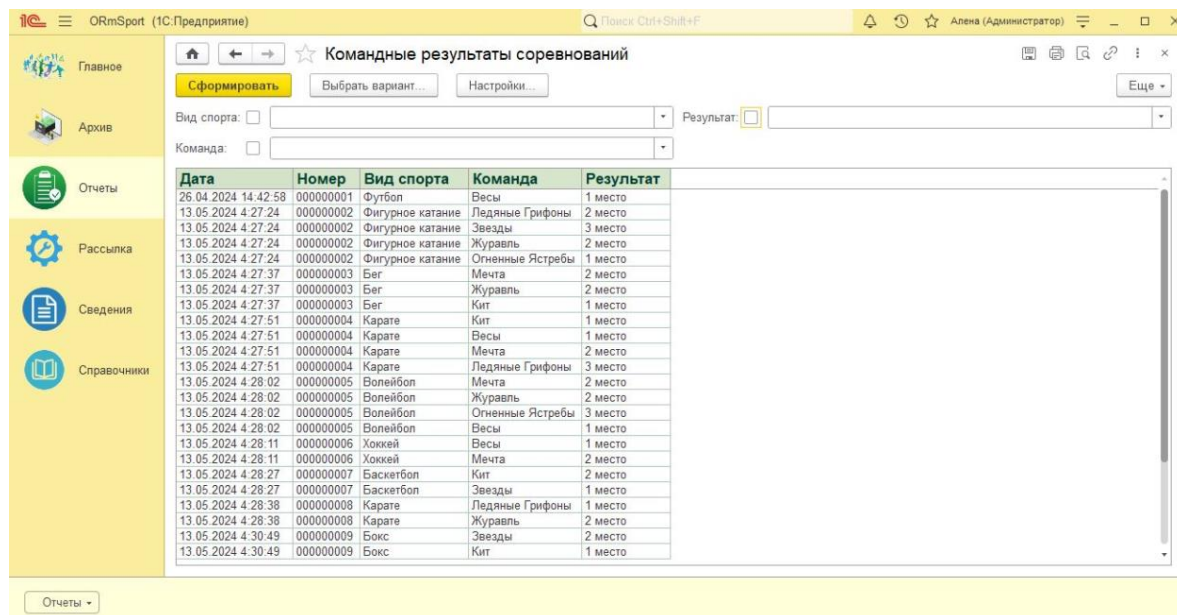 1С ORmSport (1С:Предприятие) Поиск Ctrl+Shift+F Алена (Администратор)
Главное
Архив
Отчеты
Рассылка
Сведения
Справочники
Командные результаты соревнований
Сформировать Выбрать вариант... Настройки... Еще
Вид спорта: Результат:
Команда:
Дата Номер Вид спорта Команда Результат
26.04.2024 14:42:58 000000001 Футбол Весы 1 место
13.05.2024 4:27:24 000000002 Фигурное катание Ледяные Грифоны 2 место
13.05.2024 4:27:24 000000002 Фигурное катание Звезды 3 место
13.05.2024 4:27:24 000000002 Фигурное катание Журавль 2 место
13.05.2024 4:27:24 000000002 Фигурное катание Огненные Ястребы 1 место
13.05.2024 4:27:37 000000003 Бег Мечта 2 место
13.05.2024 4:27:37 000000003 Бег Журавль 2 место
13.05.2024 4:27:37 000000003 Бег Кит 1 место
13.05.2024 4:27:51 000000004 Карате Кит 1 место
13.05.2024 4:27:51 000000004 Карате Весы 1 место
13.05.2024 4:27:51 000000004 Карате Мечта 2 место
13.05.2024 4:27:51 000000004 Карате Ледяные Грифоны 3 место
13.05.2024 4:28:02 000000005 Волейбол Мечта 2 место
13.05.2024 4:28:02 000000005 Волейбол Журавль 2 место
13.05.2024 4:28:02 000000005 Волейбол Огненные Ястребы 3 место
13.05.2024 4:28:02 000000005 Волейбол Весы 1 место
13.05.2024 4:28:11 000000006 Хоккей Весы 1 место
13.05.2024 4:28:11 000000006 Хоккей Мечта 2 место
13.05.2024 4:28:27 000000007 Баскетбол Кит 2 место
13.05.2024 4:28:27 000000007 Баскетбол Звезды 1 место
13.05.2024 4:28:38 000000008 Карате Ледяные Грифоны 1 место
13.05.2024 4:28:38 000000008 Карате Журавль 2 место
13.05.2024 4:30:49 000000009 Бокс Звезды 2 место
13.05.2024 4:30:49 000000009 Бокс Кит 1 место
Отчеты